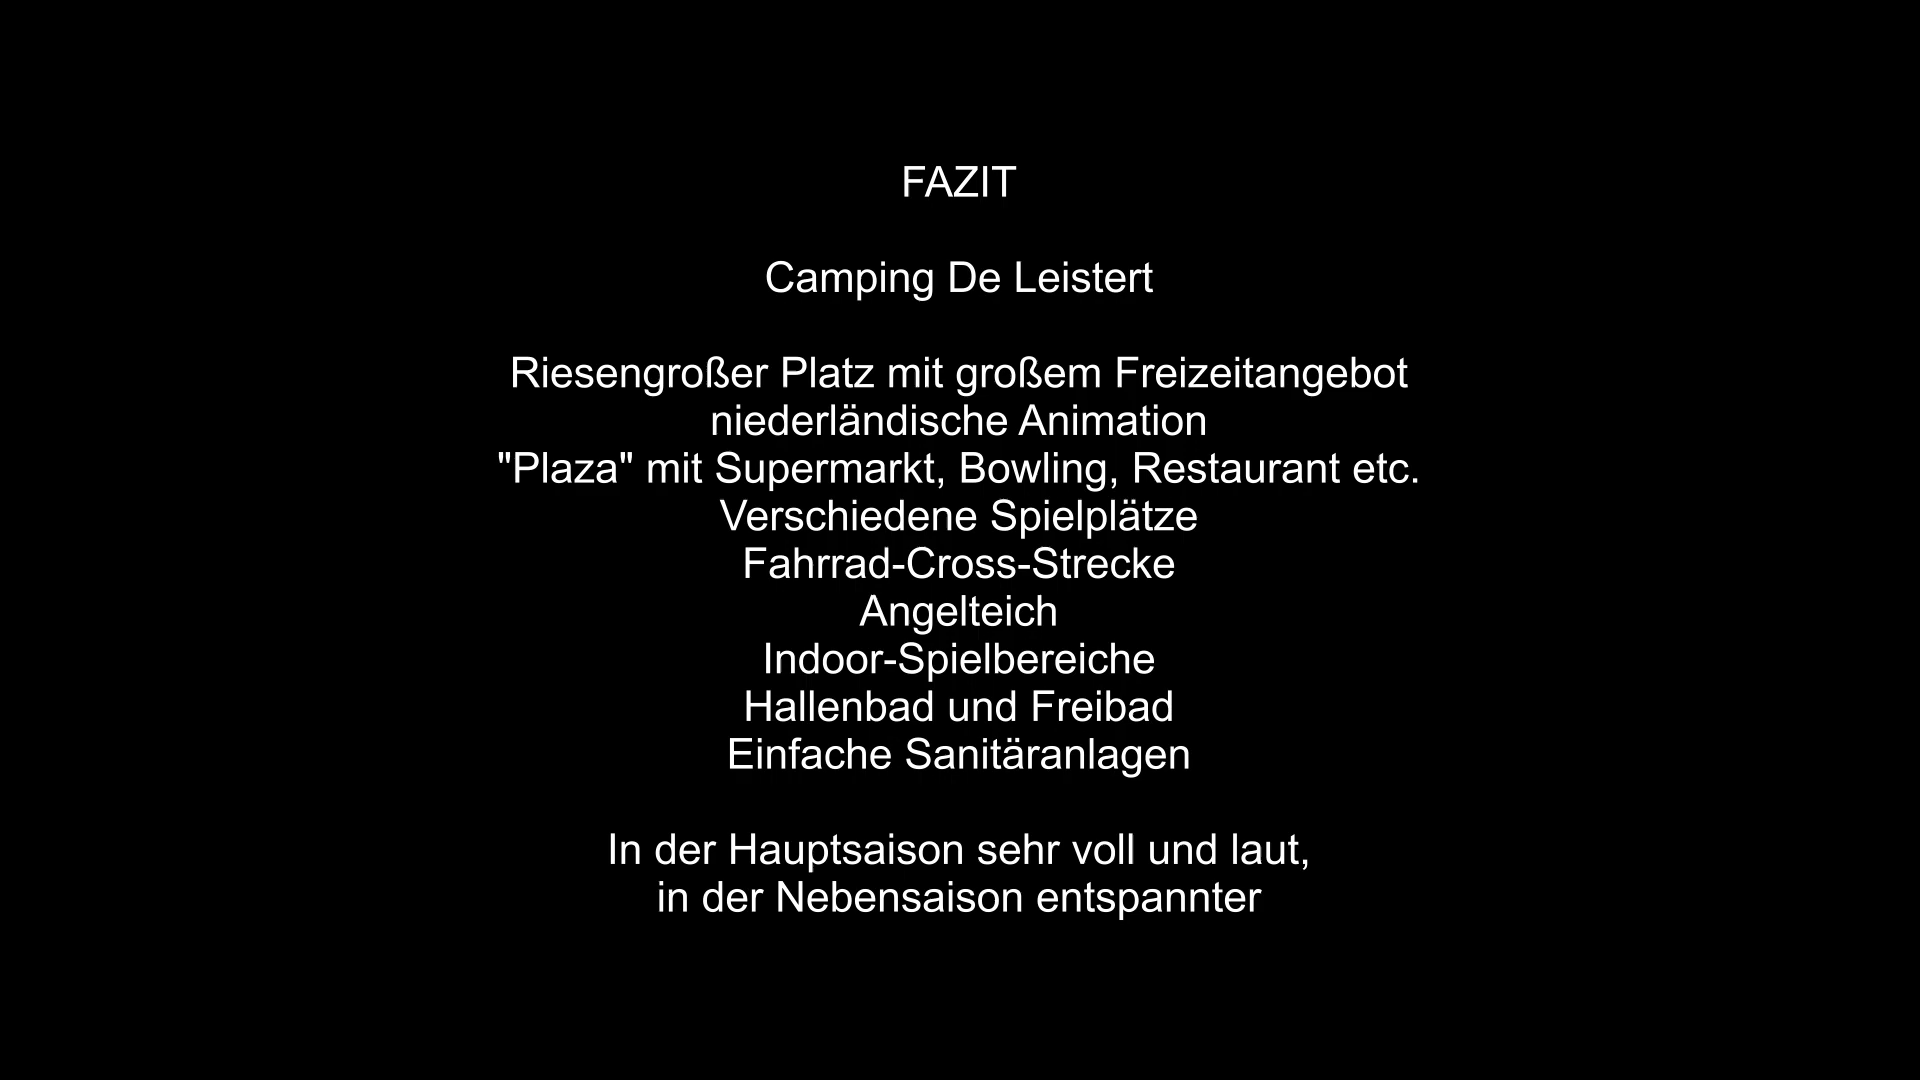 FAZIT
Camping De Leistert
Riesengroßer Platz mit großem Freizeitangebot
niederländische Animation
"Plaza" mit Supermarkt, Bowling, Restaurant etc.
Verschiedene Spielplätze
Fahrrad-Cross-Strecke
Angelteich
Indoor-Spielbereiche
Hallenbad und Freibad
Einfache Sanitäranlagen
In der Hauptsaison sehr voll und laut,
in der Nebensaison entspannter